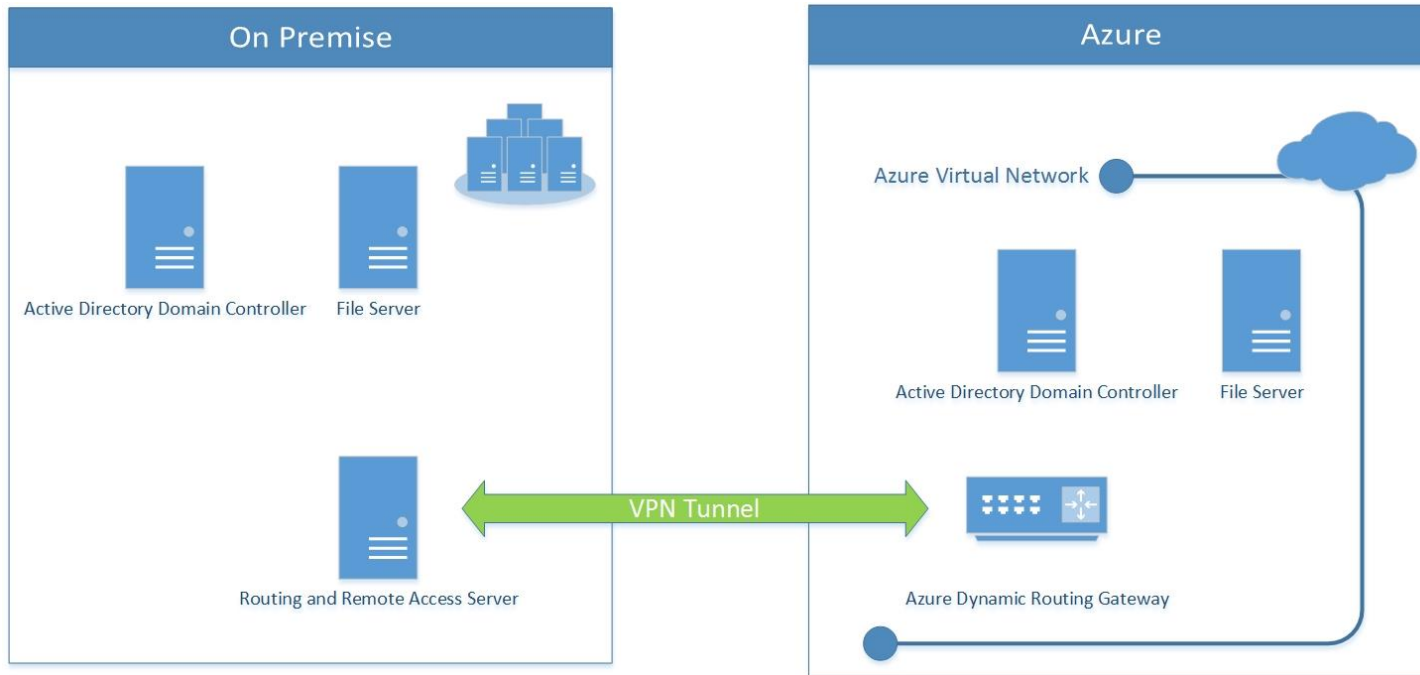 On Premise
Active Directory Domain Controller
File Server
Routing and Remote Access Server
VPN Tunnel
Azure
Azure Virtual Network
Active Directory Domain Controller
File Server
Azure Dynamic Routing Gateway